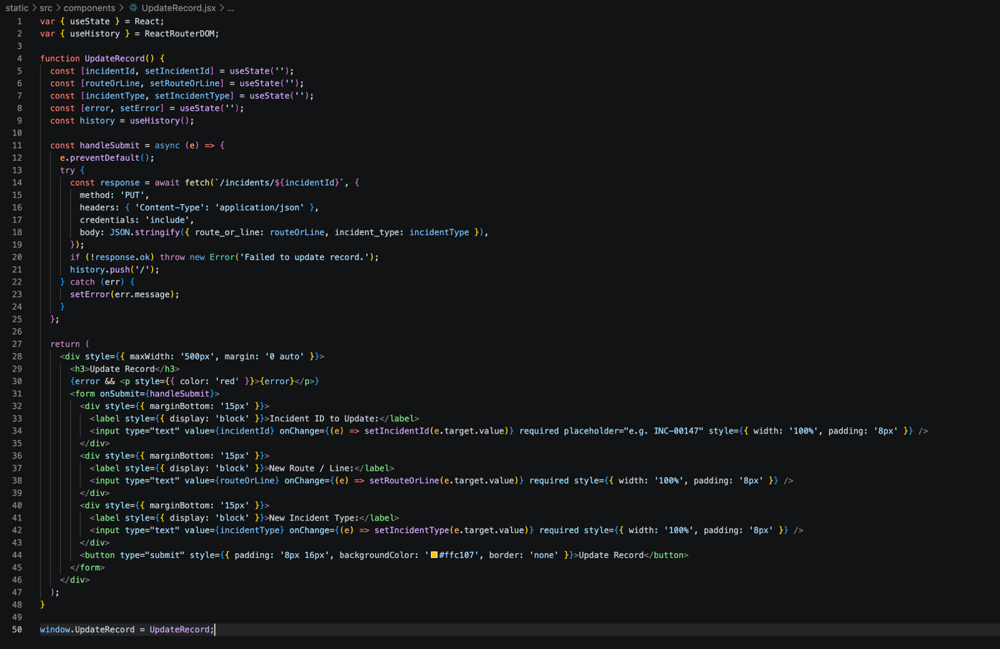 static > src > components > UpdateRecord.jsx > ...
1 var { useState } = React;
2 var { useHistory } = ReactRouterDOM;
3
4 function UpdateRecord() {
5   const [incidentId, setIncidentId] = useState('');
6   const [routeOrLine, setRouteOrLine] = useState('');
7   const [incidentType, setIncidentType] = useState('');
8   const [error, setError] = useState('');
9   const history = useHistory();
10
11   const handleSubmit = async (e) => {
12     e.preventDefault();
13     try {
14       const response = await fetch(`/incidents/${incidentId}`, {
15         method: 'PUT',
16         headers: { 'Content-Type': 'application/json' },
17         credentials: 'include',
18         body: JSON.stringify({ route_or_line: routeOrLine, incident_type: incidentType }),
19       });
20       if (!response.ok) throw new Error('Failed to update record.');
21       history.push('/');
22     } catch (err) {
23       setError(err.message);
24     }
25   };
26
27   return (
28     <div style={{ maxWidth: '500px', margin: '0 auto' }}>
29       <h3>Update Record</h3>
30       {error && <p style={{ color: 'red' }}>{error}</p>}
31       <form onSubmit={handleSubmit}>
32         <div style={{ marginBottom: '15px' }}>
33           <label style={{ display: 'block' }}>Incident ID to Update:</label>
34           <input type="text" value={incidentId} onChange={(e) => setIncidentId(e.target.value)} required placeholder="e.g. INC-00147" style={{ width: '100%', padding: '8px' }} />
35         </div>
36         <div style={{ marginBottom: '15px' }}>
37           <label style={{ display: 'block' }}>New Route / Line:</label>
38           <input type="text" value={routeOrLine} onChange={(e) => setRouteOrLine(e.target.value)} required style={{ width: '100%', padding: '8px' }} />
39         </div>
40         <div style={{ marginBottom: '15px' }}>
41           <label style={{ display: 'block' }}>New Incident Type:</label>
42           <input type="text" value={incidentType} onChange={(e) => setIncidentType(e.target.value)} required style={{ width: '100%', padding: '8px' }} />
43         </div>
44         <button type="submit" style={{ padding: '8px 16px', backgroundColor: '#ffc107', border: 'none' }}>Update Record</button>
45       </form>
46     </div>
47   );
48 }
49
50 window.UpdateRecord = UpdateRecord;